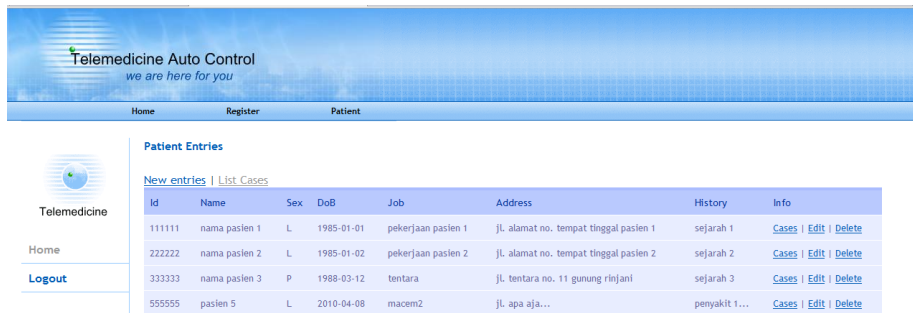 Telemedicine Auto Control
we are here for you
Home Register Patient
Patient Entries
New entries | List Cases
Telemedicine
Home
Logout
Id Name Sex DoB Job Address History Info
111111 nama pasien 1 L 1985-01-01 pekerjaan pasien 1 jl. alamat no. tempat tinggal pasien 1 sejarah 1 Cases | Edit | Delete
222222 nama pasien 2 L 1985-01-02 pekerjaan pasien 2 jl. alamat no. tempat tinggal pasien 2 sejarah 2 Cases | Edit | Delete
333333 nama pasien 3 P 1988-03-12 tentara jl. tentara no. 11 gunung rinjani sejarah 3 Cases | Edit | Delete
555555 pasien 5 L 2010-04-08 macem2 jl. apa aja... penyakit 1... Cases | Edit | Delete